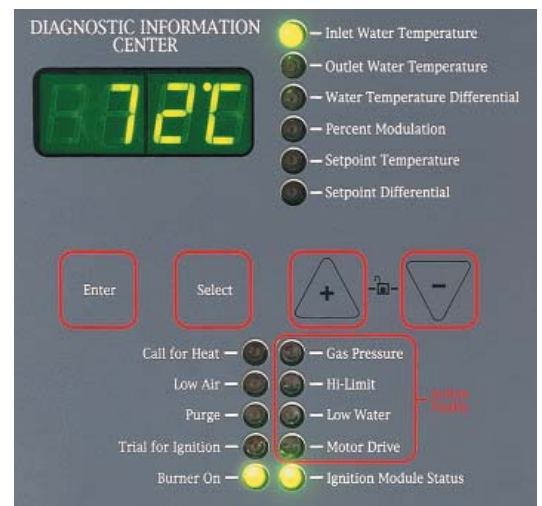 DIAGNOSTIC INFORMATION
CENTER
72°C
Inlet Water Temperature
Outlet Water Temperature
Water Temperature Differential
Percent Modulation
Setpoint Temperature
Setpoint Differential
Enter
Select
+
-
Call for Heat
Low Air
Purge
Trial for Ignition
Burner On
Gas Pressure
Hi-Limit
Low Water
Motor Drive
Ignition Module Status